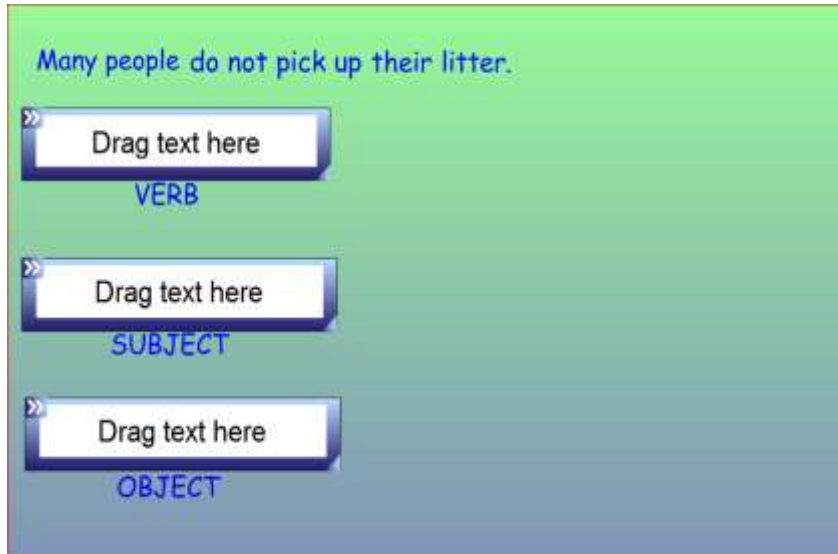 Many people do not pick up their litter.
Drag text here
VERB
Drag text here
SUBJECT
Drag text here
OBJECT